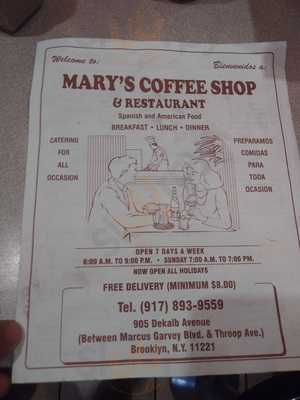 Welcome to:
Bienvenidos a:
MARY'S COFFEE SHOP
& RESTAURANT
Spanish and American Food
BREAKFAST • LUNCH • DINNER
CATERING
FOR
ALL
OCCASION
PREPARAMOS
COMIDAS
PARA
TODA
OCASION
OPEN 7 DAYS A WEEK
6:00 A.M. TO 9:00 P.M. • SUNDAY 7:00 A.M. TO 7:00 P.M.
NOW OPEN ALL HOLIDAYS
FREE DELIVERY (MINIMUM $8.00)
Tel. (917) 893-9559
905 Dekalb Avenue
(Between Marcus Garvey Blvd. & Throop Ave.)
Brooklyn, N.Y. 11221